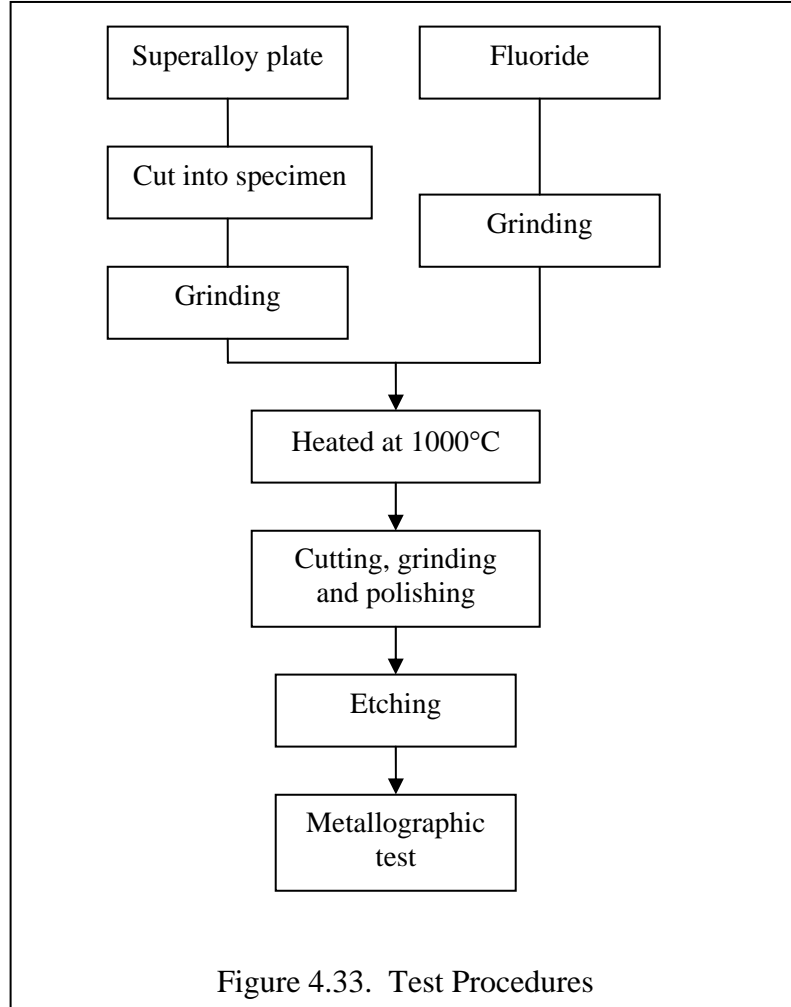 Superalloy plate
Fluoride
Cut into specimen
Grinding
Grinding
Heated at 1000°C
Cutting, grinding
and polishing
Etching
Metallographic
test
Figure 4.33. Test Procedures